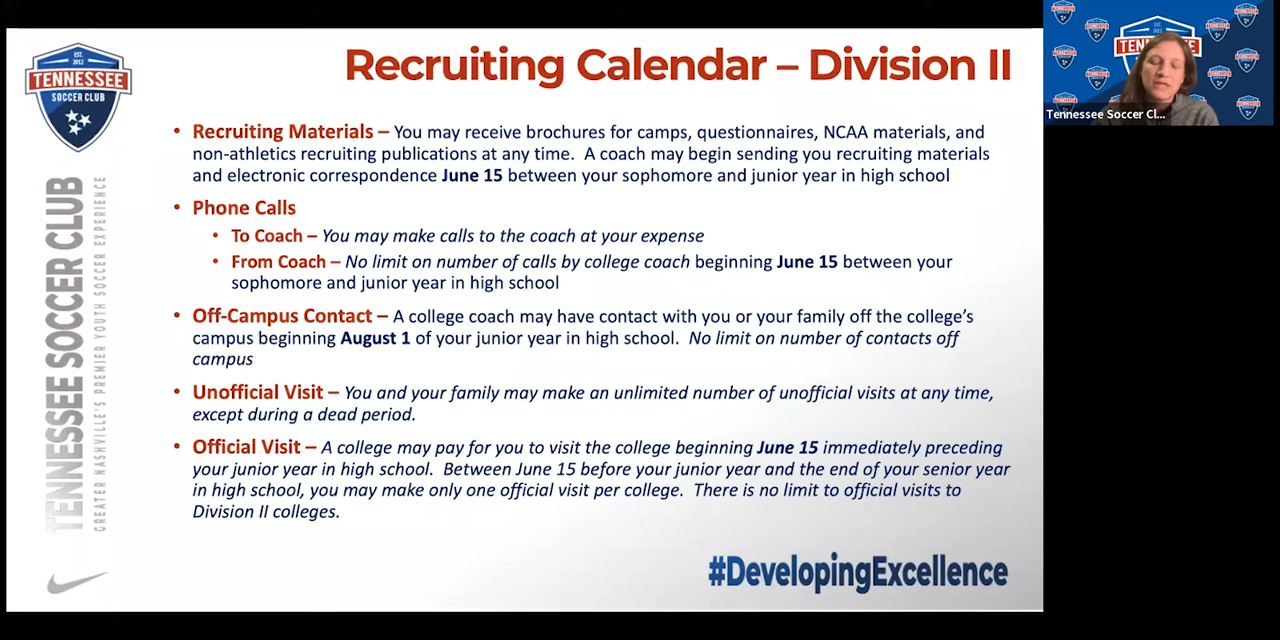 Recruiting Calendar – Division II
EST.
2012
TENNESSEE
SOCCER CLUB
TENNESSEE SOCCER CLUB
GREATER NASHVILLE'S PREMIER YOUTH SOCCER EXPERIENCE
• Recruiting Materials – You may receive brochures for camps, questionnaires, NCAA materials, and
non-athletics recruiting publications at any time. A coach may begin sending you recruiting materials
and electronic correspondence June 15 between your sophomore and junior year in high school
• Phone Calls
• To Coach – You may make calls to the coach at your expense
• From Coach – No limit on number of calls by college coach beginning June 15 between your
sophomore and junior year in high school
• Off-Campus Contact – A college coach may have contact with you or your family off the college's
campus beginning August 1 of your junior year in high school. No limit on number of contacts off
campus
• Unofficial Visit – You and your family may make an unlimited number of unofficial visits at any time,
except during a dead period.
• Official Visit – A college may pay for you to visit the college beginning June 15 immediately preceding
your junior year in high school. Between June 15 before your junior year and the end of your senior year
in high school, you may make only one official visit per college. There is no limit to official visits to
Division II colleges.
#DevelopingExcellence
TENNESSEE
Tennessee Soccer Cl...